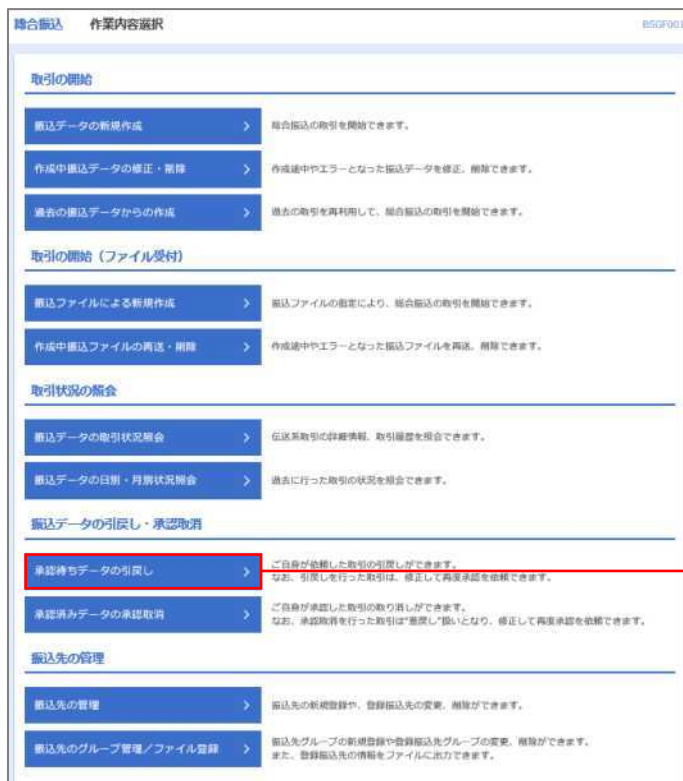 総合振込 作業内容選択 BSGF001
取引の開始
振込データの新規作成 総合振込の取引を開始できます。
作成中振込データの修正・削除 作成途中やエラーとなった振込データを修正、削除できます。
過去の振込データからの作成 過去の取引を再利用して、総合振込の取引を開始できます。
取引の開始（ファイル受付）
振込ファイルによる新規作成 振込ファイルの指定により、総合振込の取引を開始できます。
作成中振込ファイルの再送・削除 作成途中やエラーとなった振込ファイルを再送、削除できます。
取引状況の照会
振込データの取引状況照会 伝送系取引の詳細情報、取引履歴を照会できます。
振込データの日別・月別状況照会 過去に行った取引の状況を照会できます。
振込データの引戻し・承認取消
承認待ちデータの引戻し ご自身が依頼した取引の引戻しができます。
なお、引戻しを行った取引は、修正して再度承認を依頼できます。
承認済みデータの承認取消 ご自身が承認した取引の取り消しができます。
なお、承認取消を行った取引は"差戻し"扱いとなり、修正して再度承認を依頼できます。
振込先の管理
振込先の管理 振込先の新規登録や、登録振込先の変更、削除ができます。
振込先のグループ管理／ファイル登録 振込先グループの新規登録や登録振込先グループの変更、削除ができます。
また、登録振込先の情報をファイルに出力できます。